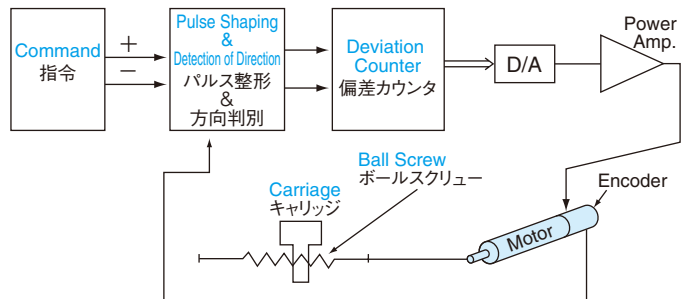 Command
指令
+
−
Pulse Shaping
&
Detection of Direction
パルス整形
&
方向判別
Deviation
Counter
偏差カウンタ
D/A
Power
Amp.
Ball Screw
ボールスクリュー
Carriage
キャリッジ
Encoder
Motor